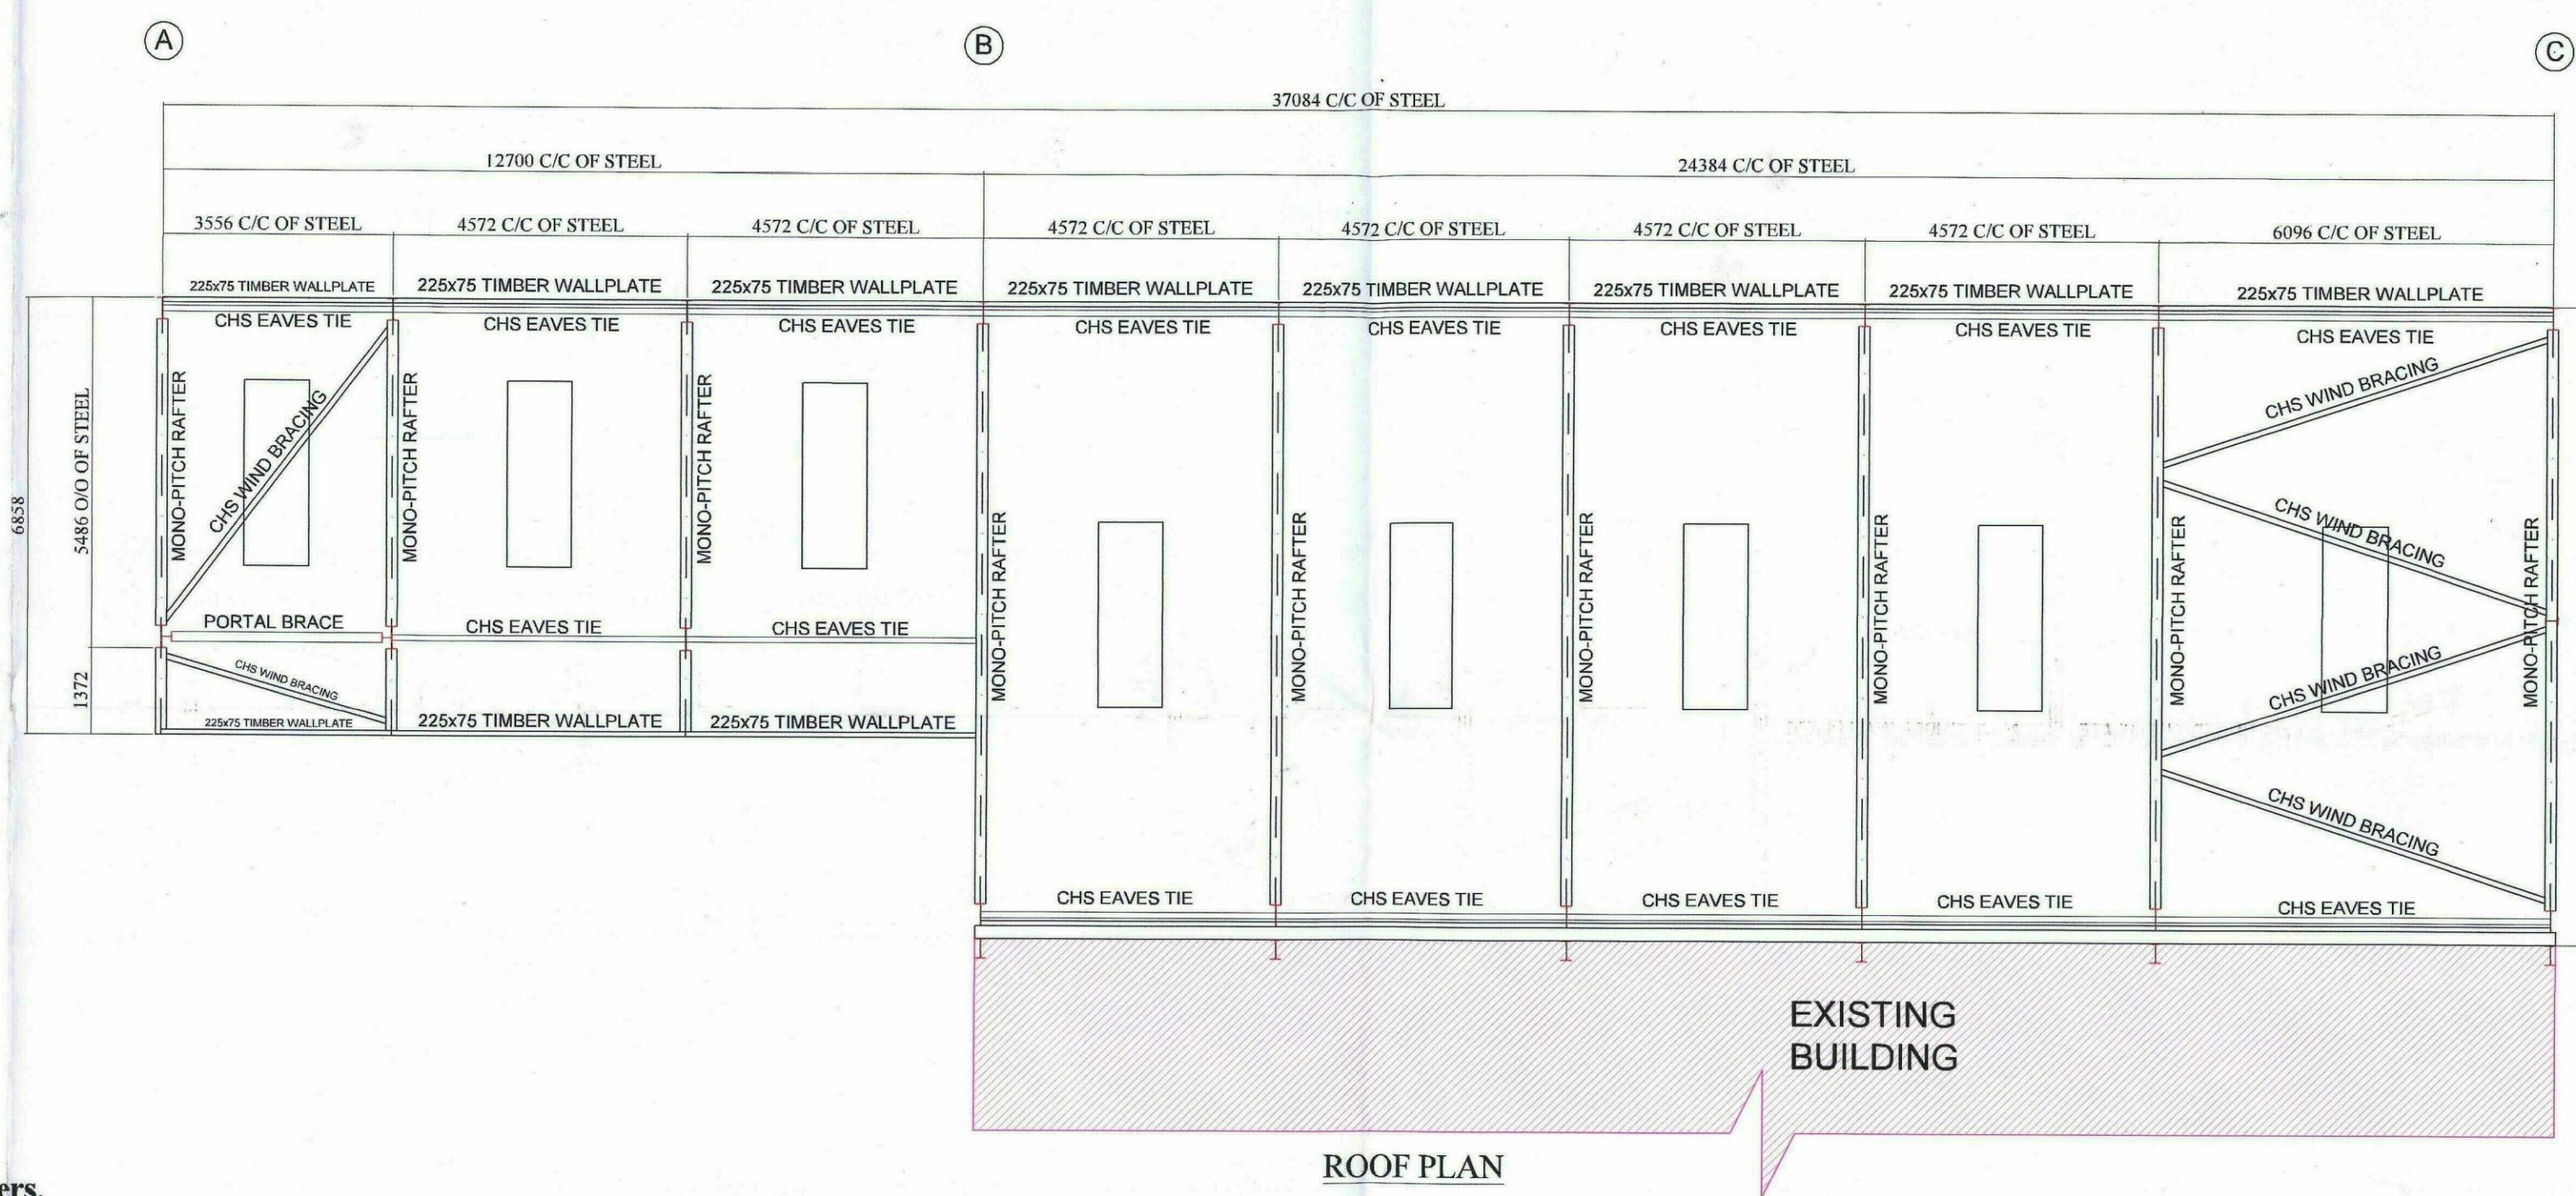 A
B
C
37084 C/C OF STEEL
12700 C/C OF STEEL
24384 C/C OF STEEL
3556 C/C OF STEEL
4572 C/C OF STEEL
4572 C/C OF STEEL
4572 C/C OF STEEL
4572 C/C OF STEEL
4572 C/C OF STEEL
4572 C/C OF STEEL
6096 C/C OF STEEL
225x75 TIMBER WALLPLATE
225x75 TIMBER WALLPLATE
225x75 TIMBER WALLPLATE
225x75 TIMBER WALLPLATE
225x75 TIMBER WALLPLATE
225x75 TIMBER WALLPLATE
225x75 TIMBER WALLPLATE
225x75 TIMBER WALLPLATE
CHS EAVES TIE
CHS EAVES TIE
CHS EAVES TIE
CHS EAVES TIE
CHS EAVES TIE
CHS EAVES TIE
CHS EAVES TIE
CHS EAVES TIE
6858
5486 O/O OF STEEL
1372
MONO-PITCH RAFTER
CHS WIND BRACING
MONO-PITCH RAFTER
MONO-PITCH RAFTER
MONO-PITCH RAFTER
MONO-PITCH RAFTER
MONO-PITCH RAFTER
MONO-PITCH RAFTER
MONO-PITCH RAFTER
MONO-PITCH RAFTER
CHS WIND BRACING
CHS WIND BRACING
CHS WIND BRACING
CHS WIND BRACING
PORTAL BRACE
CHS EAVES TIE
CHS EAVES TIE
CHS WIND BRACING
225x75 TIMBER WALLPLATE
225x75 TIMBER WALLPLATE
225x75 TIMBER WALLPLATE
CHS EAVES TIE
CHS EAVES TIE
CHS EAVES TIE
CHS EAVES TIE
CHS EAVES TIE
EXISTING
BUILDING
ROOF PLAN
ers.